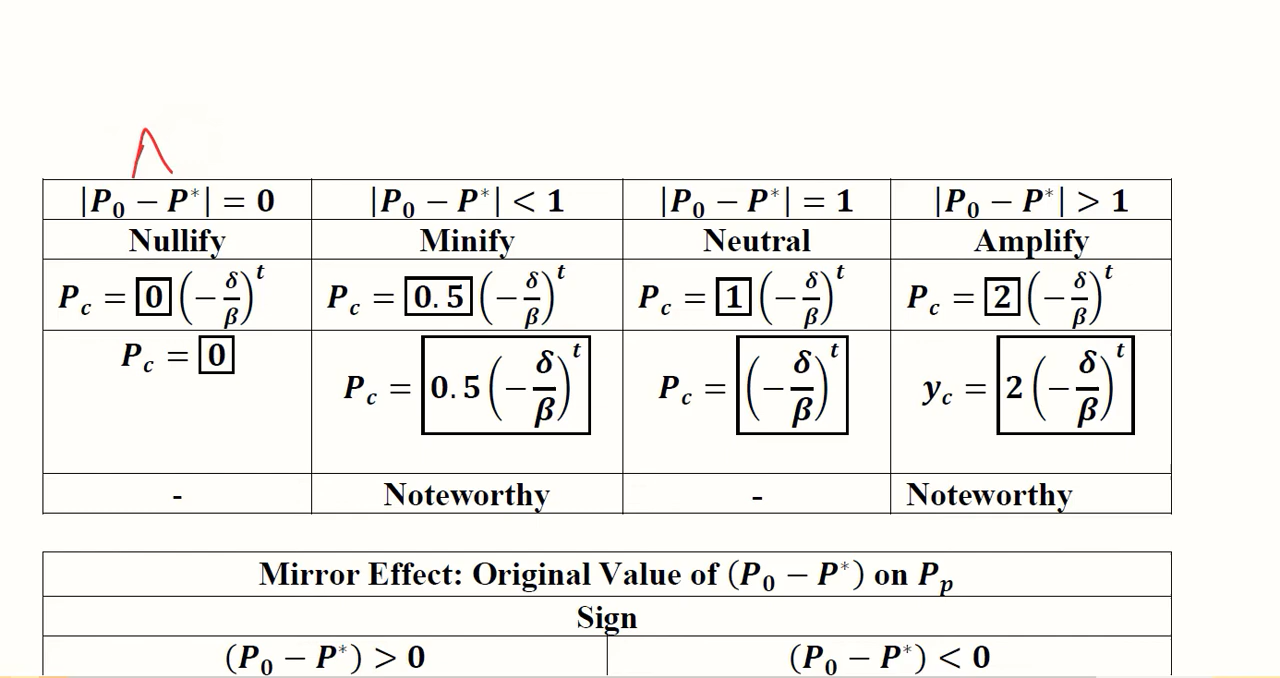 |P₀ − P*| = 0 |P₀ − P*| < 1 |P₀ − P*| = 1 |P₀ − P*| > 1
Nullify Minify Neutral Amplify
P_c = 0(−δ/β)^t P_c = 0.5(−δ/β)^t P_c = 1(−δ/β)^t P_c = 2(−δ/β)^t
P_c = 0 P_c = 0.5(−δ/β)^t P_c = (−δ/β)^t y_c = 2(−δ/β)^t
- Noteworthy - Noteworthy
Mirror Effect: Original Value of (P₀ − P*) on P_p
Sign
(P₀ − P*) > 0 (P₀ − P*) < 0